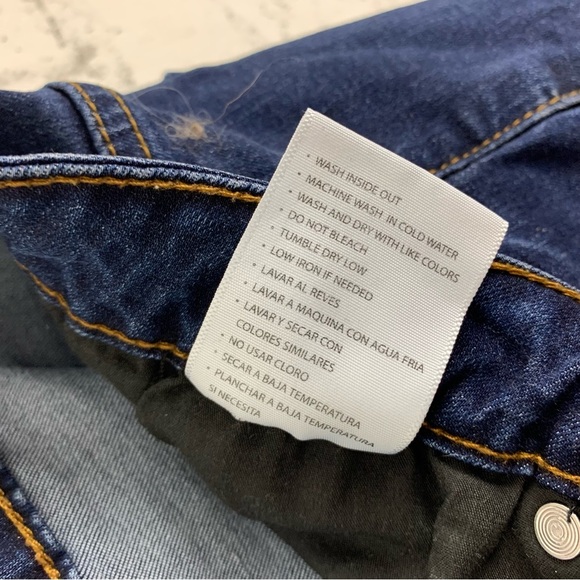 • WASH INSIDE OUT
• MACHINE WASH IN COLD WATER
• WASH AND DRY WITH LIKE COLORS
• DO NOT BLEACH
• TUMBLE DRY LOW
• LOW IRON IF NEEDED
• LAVAR AL REVES
• LAVAR A MAQUINA CON AGUA FRIA
• LAVAR Y SECAR CON
COLORES SIMILARES
• NO USAR CLORO
• SECAR A BAJA TEMPERATURA
• PLANCHAR A BAJA TEMPERATURA
SI NECESITA